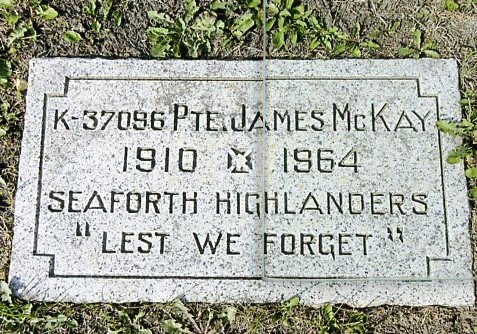 K-37096 PTE. JAMES MCKAY
1910 ✠ 1964
SEAFORTH HIGHLANDERS
"LEST WE FORGET"